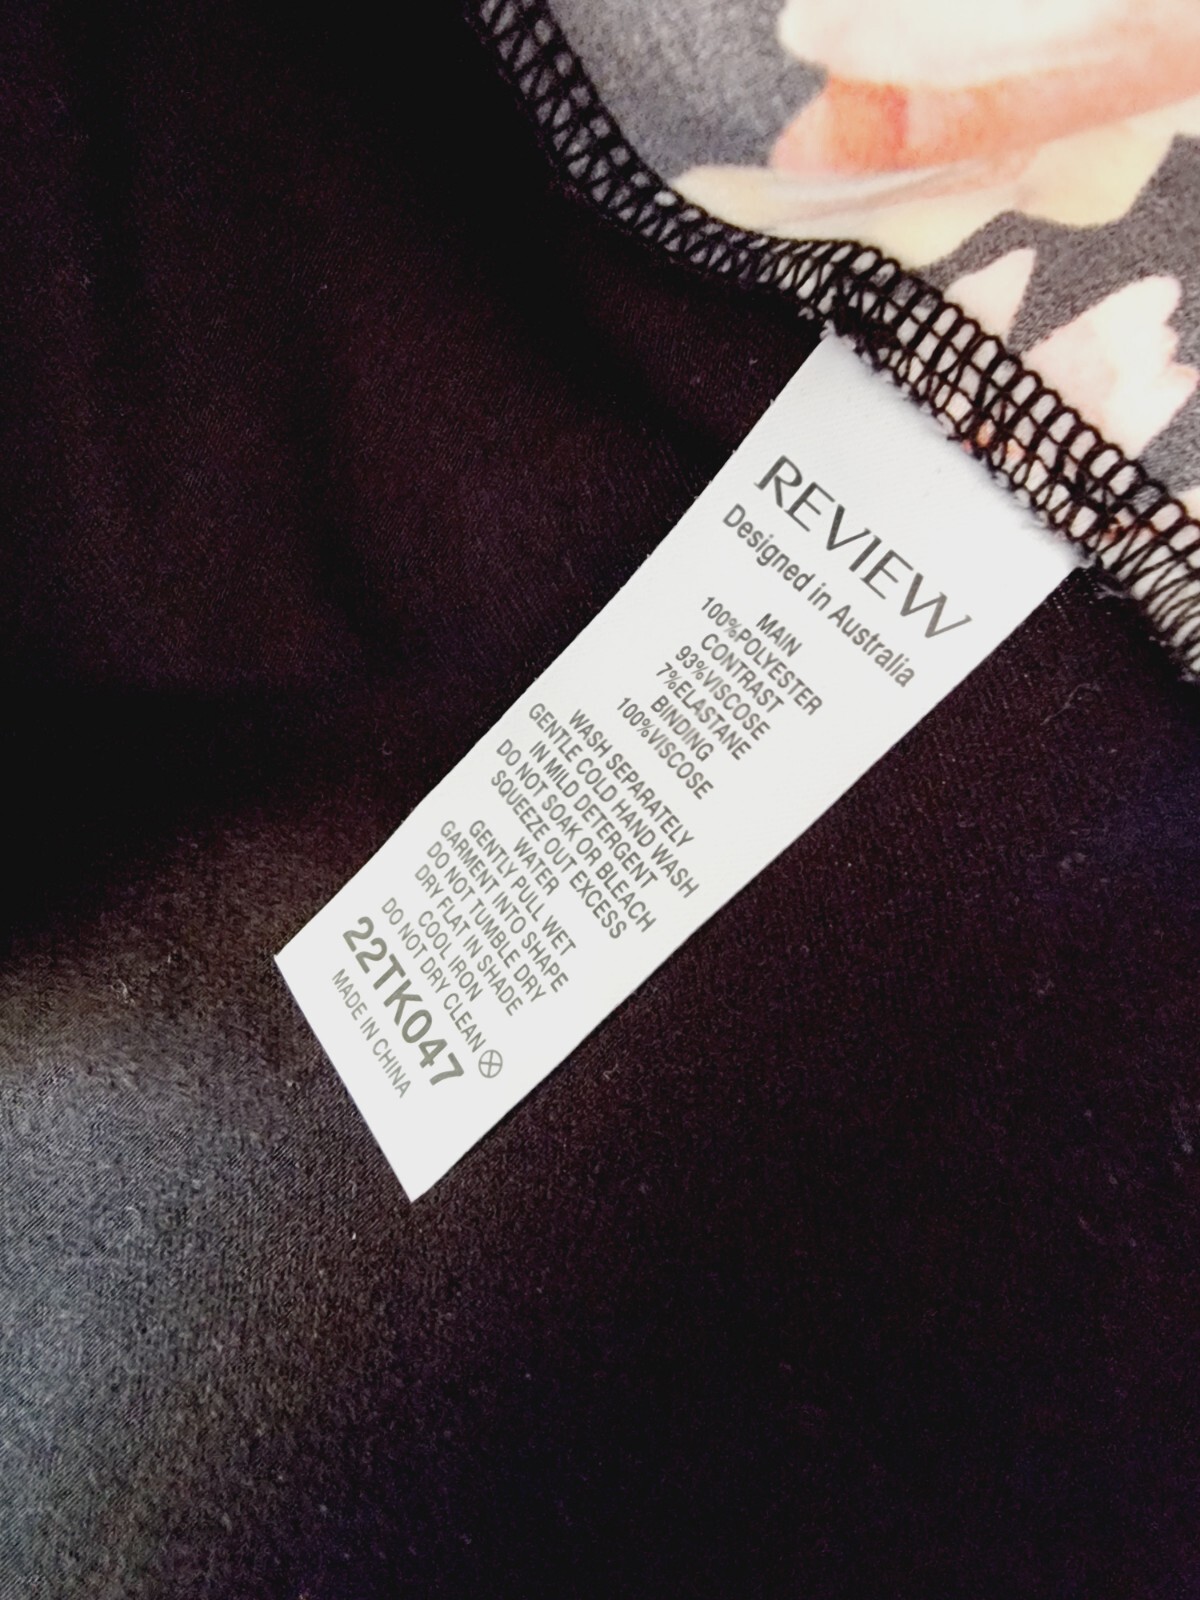 REVIEW
Designed in Australia
MAIN
100%POLYESTER
CONTRAST
93%VISCOSE
7%ELASTANE
BINDING
100%VISCOSE
WASH SEPARATELY
GENTLE COLD HAND WASH
IN MILD DETERGENT
DO NOT SOAK OR BLEACH
SQUEEZE OUT EXCESS
WATER
GENTLY PULL WET
GARMENT INTO SHAPE
DO NOT TUMBLE DRY
DRY FLAT IN SHADE
COOL IRON
DO NOT DRY CLEAN
22TK047
MADE IN CHINA